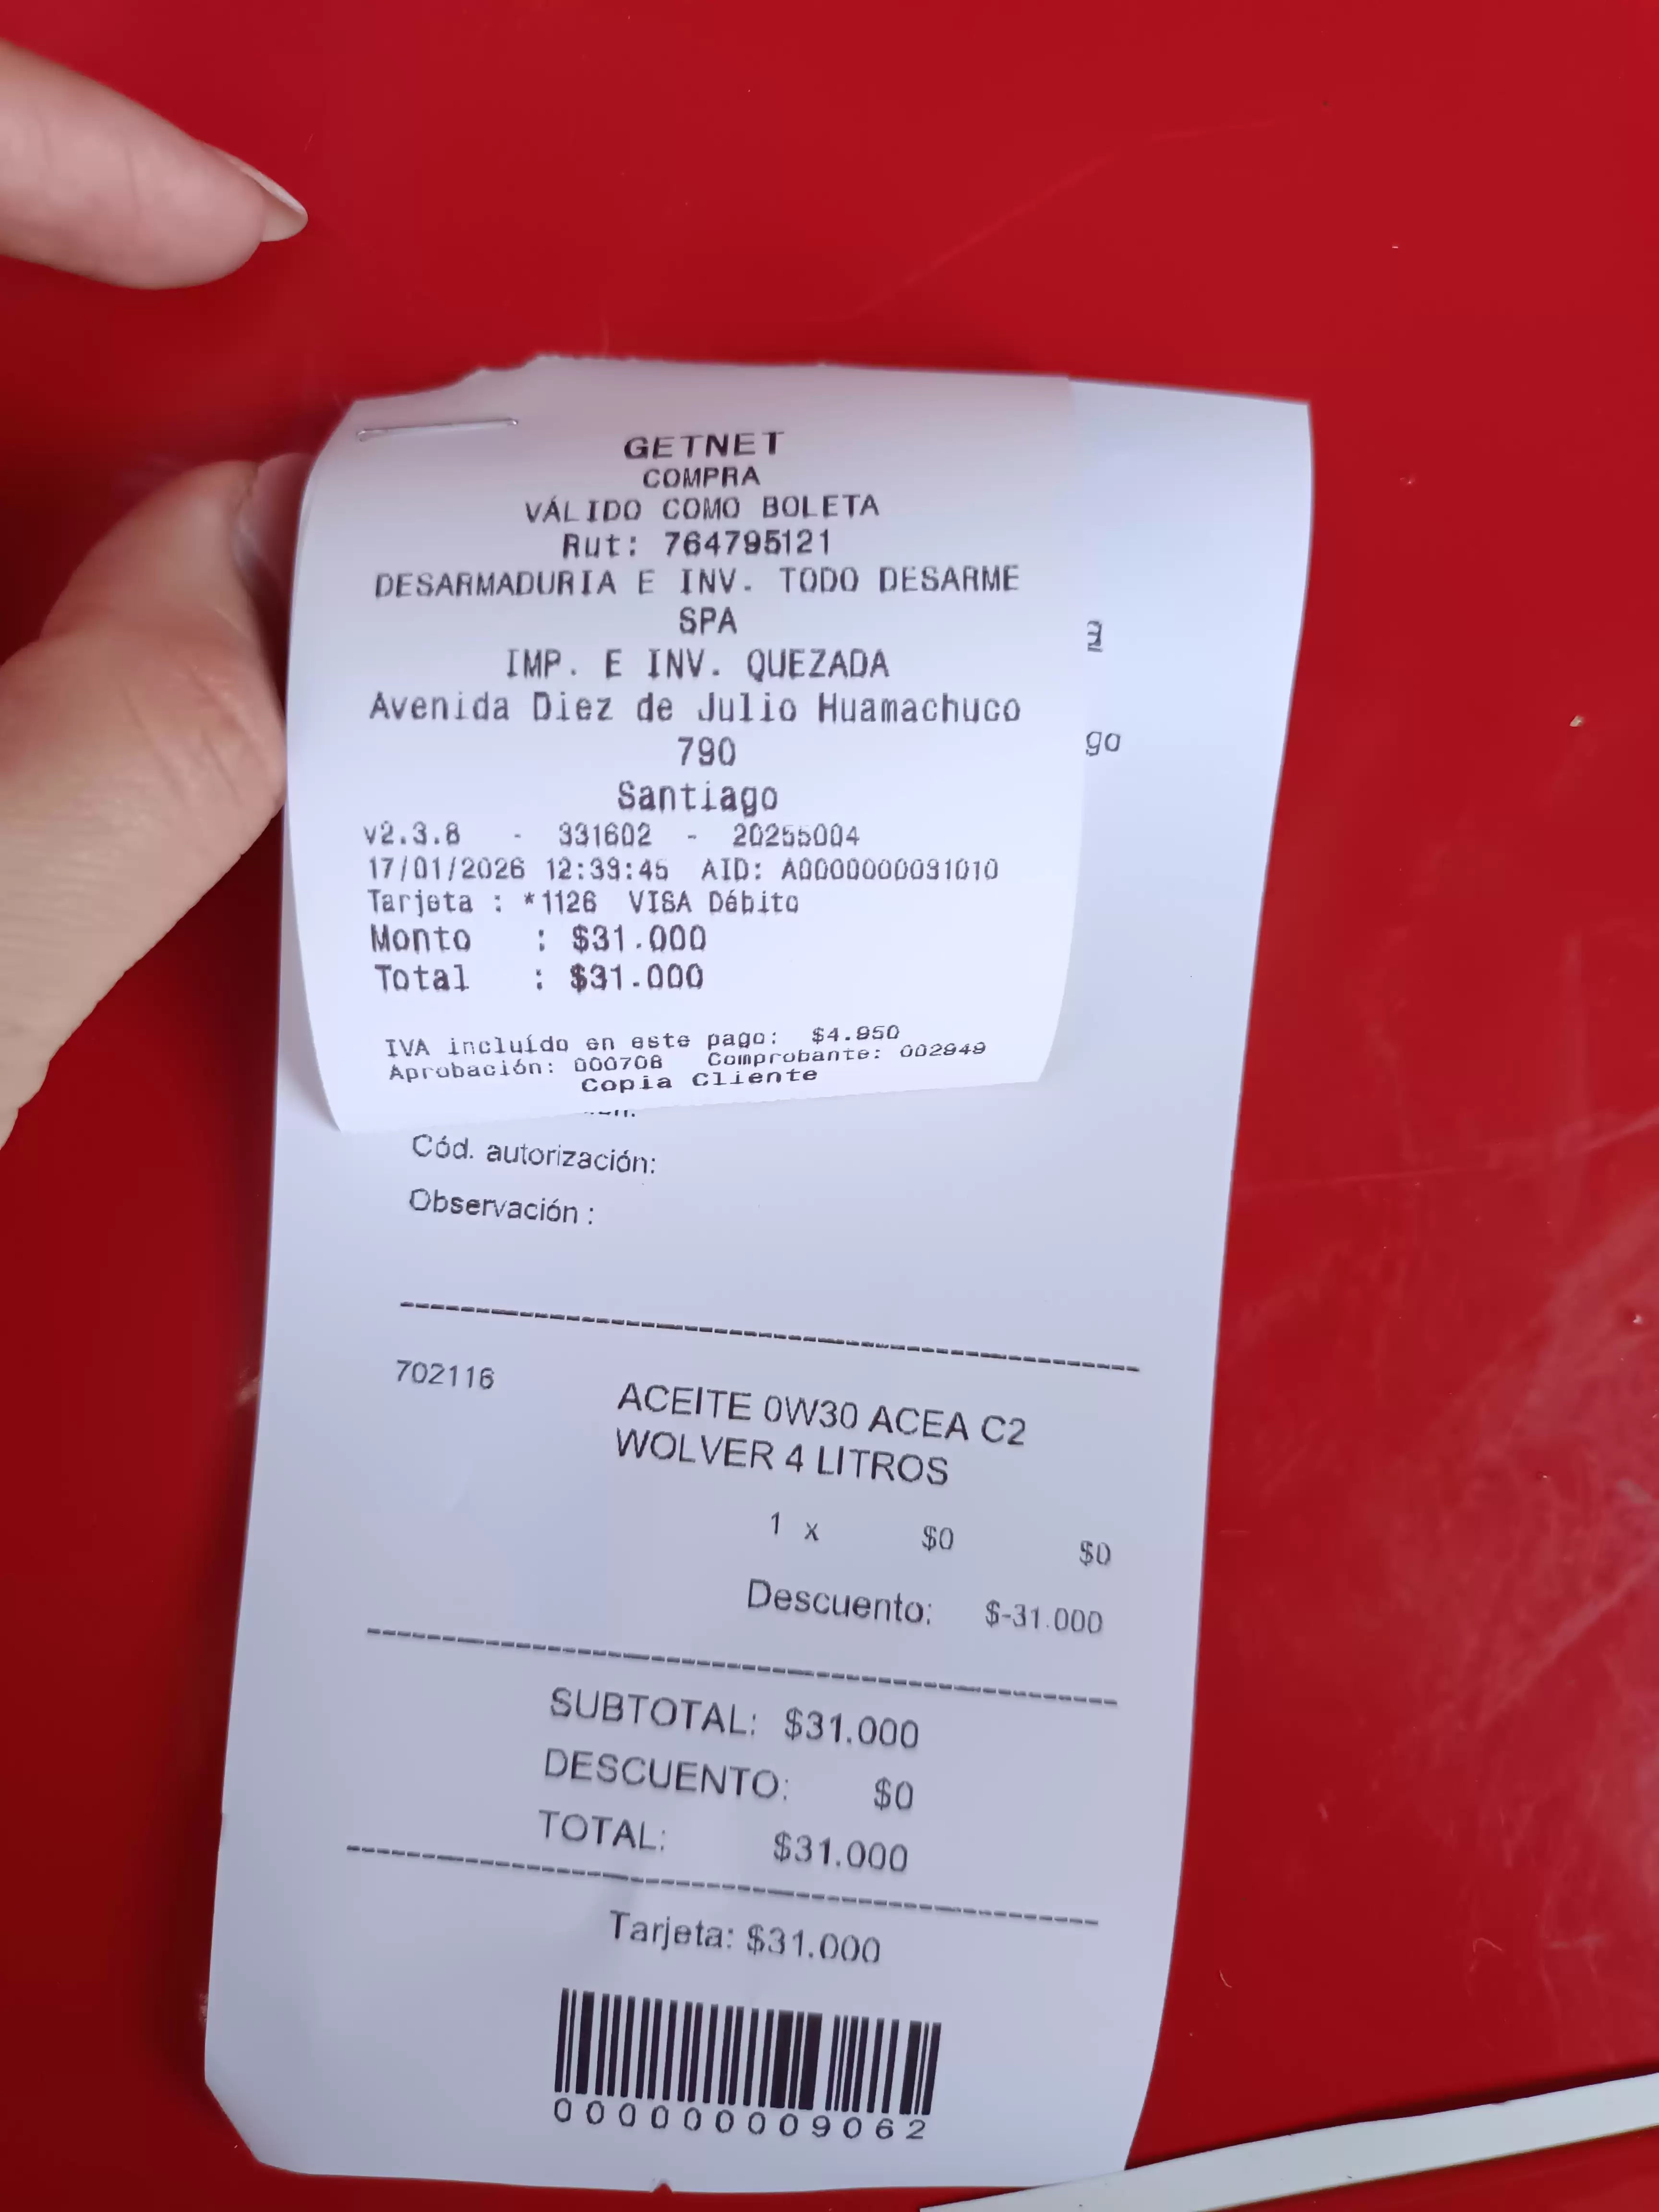 GETNET
COMPRA
VÁLIDO COMO BOLETA
Rut: 764795121
DESARMADURIA E INV. TODO DESARME
SPA
IMP. E INV. QUEZADA
Avenida Diez de Julio Huamachuco
790
Santiago
v2.3.8 - 331602 - 20255004
17/01/2026 12:39:45 AID: A0000000031010
Tarjeta : *1126 VISA Débito
Monto : $31.000
Total : $31.000
IVA incluído en este pago: $4.950
Aprobación: 000708 Comprobante: 002949
Copia Cliente
go
Cód. autorización:
Observación :
702116
ACEITE 0W30 ACEA C2
WOLVER 4 LITROS
1 x $0 $0
Descuento: $-31.000
SUBTOTAL: $31.000
DESCUENTO: $0
TOTAL: $31.000
Tarjeta: $31.000
000000009062